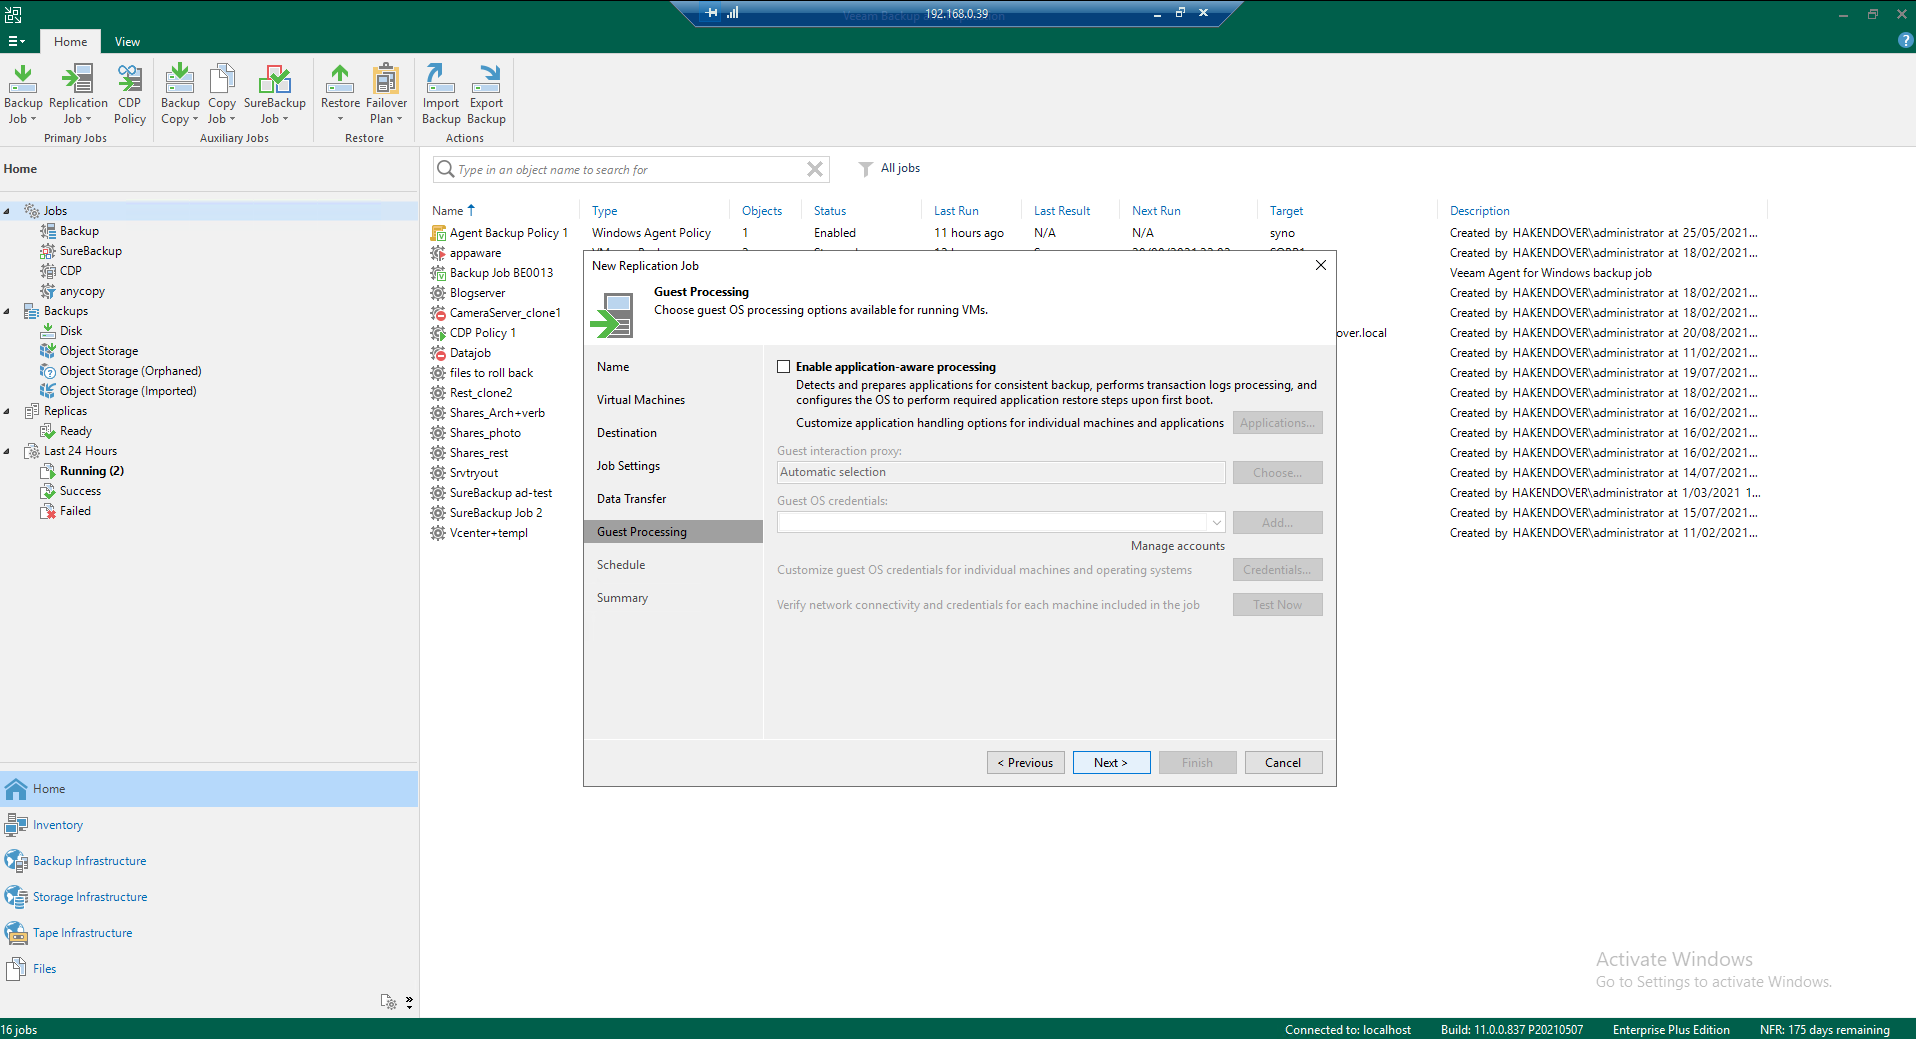 192.168.0.39
Home
View
Backup Job
Replication Job
CDP Policy
Primary Jobs
Backup Copy
Copy Job
SureBackup Job
Auxiliary Jobs
Restore
Failover Plan
Restore
Import Backup
Export Backup
Actions
Home
Type in an object name to search for
All jobs
Jobs
Backup
SureBackup
CDP
anycopy
Backups
Disk
Object Storage
Object Storage (Orphaned)
Object Storage (Imported)
Replicas
Ready
Last 24 Hours
Running (2)
Success
Failed
Name Type Objects Status Last Run Last Result Next Run Target Description
Agent Backup Policy 1 Windows Agent Policy 1 Enabled 11 hours ago N/A N/A syno Created by HAKENDOVER\administrator at 25/05/2021...
appaware Created by HAKENDOVER\administrator at 18/02/2021...
Backup Job BE0013 Veeam Agent for Windows backup job
Blogserver Created by HAKENDOVER\administrator at 18/02/2021...
CameraServer_clone1 Created by HAKENDOVER\administrator at 18/02/2021...
CDP Policy 1 over.local Created by HAKENDOVER\administrator at 20/08/2021...
Datajob Created by HAKENDOVER\administrator at 11/02/2021...
files to roll back Created by HAKENDOVER\administrator at 19/07/2021...
Rest_clone2 Created by HAKENDOVER\administrator at 18/02/2021...
Shares_Arch+verb Created by HAKENDOVER\administrator at 16/02/2021...
Shares_photo Created by HAKENDOVER\administrator at 16/02/2021...
Shares_rest Created by HAKENDOVER\administrator at 16/02/2021...
Srvtryout Created by HAKENDOVER\administrator at 14/07/2021...
SureBackup ad-test Created by HAKENDOVER\administrator at 1/03/2021 1...
SureBackup Job 2 Created by HAKENDOVER\administrator at 15/07/2021...
Vcenter+templ Created by HAKENDOVER\administrator at 11/02/2021...
New Replication Job
Guest Processing
Choose guest OS processing options available for running VMs.
Name
Virtual Machines
Destination
Job Settings
Data Transfer
Guest Processing
Schedule
Summary
Enable application-aware processing
Detects and prepares applications for consistent backup, performs transaction logs processing, and
configures the OS to perform required application restore steps upon first boot.
Customize application handling options for individual machines and applications
Applications...
Guest interaction proxy:
Automatic selection
Choose...
Guest OS credentials:
Add...
Manage accounts
Customize guest OS credentials for individual machines and operating systems
Credentials...
Verify network connectivity and credentials for each machine included in the job
Test Now
< Previous
Next >
Finish
Cancel
Home
Inventory
Backup Infrastructure
Storage Infrastructure
Tape Infrastructure
Files
Activate Windows
Go to Settings to activate Windows.
16 jobs
Connected to: localhost
Build: 11.0.0.837 P20210507
Enterprise Plus Edition
NFR: 175 days remaining